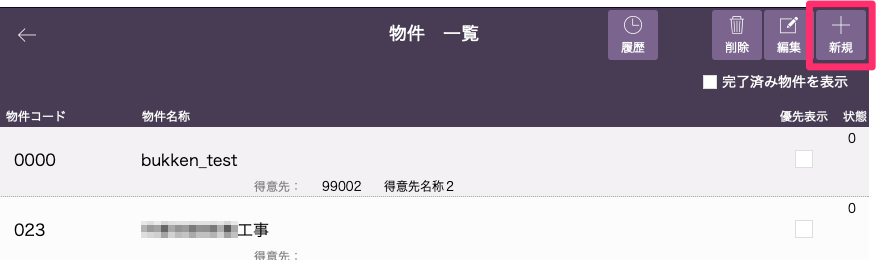 物件 一覧
履歴 削除 編集 新規
完了済み物件を表示
物件コード 物件名称 優先表示 状態
0
0000 bukken_test
得意先: 99002 得意先名称2
0
023 工事
得意先: